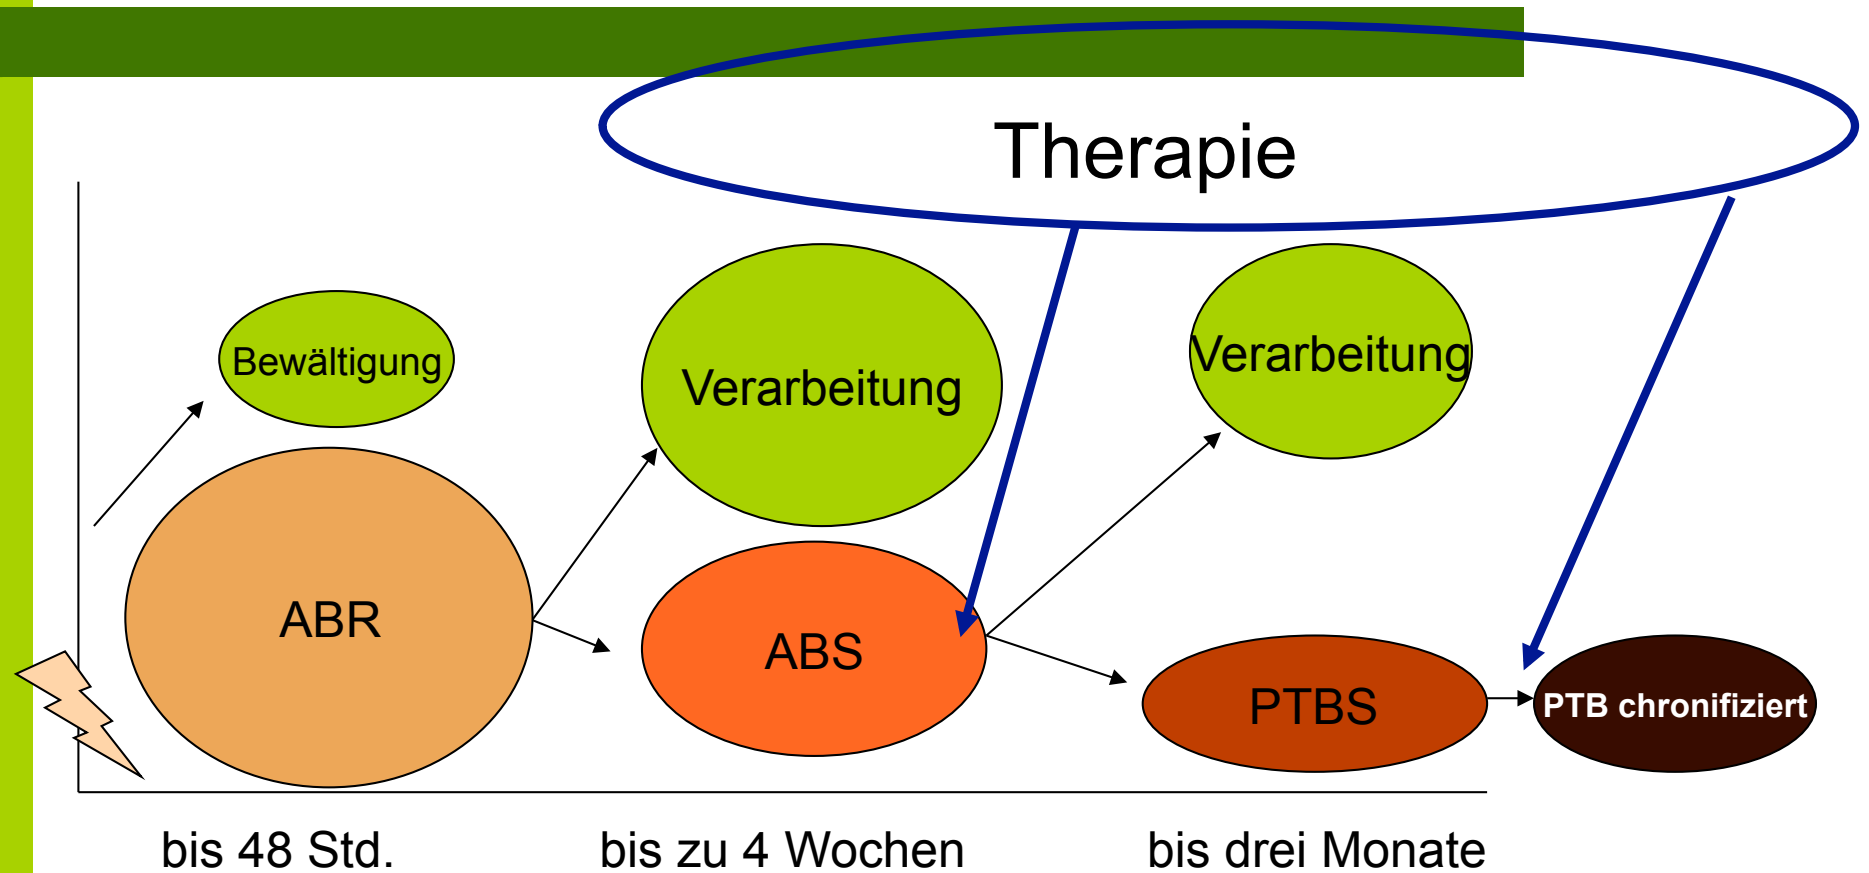 Therapie
Bewältigung
Verarbeitung
Verarbeitung
ABR
ABS
PTBS
PTB chronifiziert
bis 48 Std.
bis zu 4 Wochen
bis drei Monate